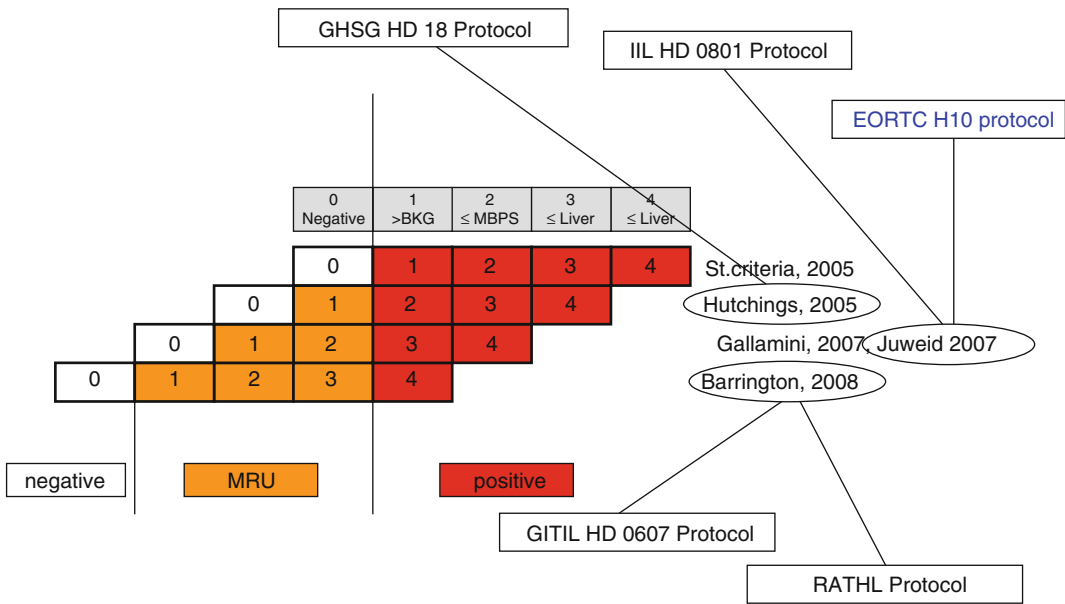 GHSG HD 18 Protocol
IIL HD 0801 Protocol
EORTC H10 protocol
0 1 2 3 4
Negative >BKG ≤ MBPS ≤ Liver ≤ Liver
0 1 2 3 4 St.criteria, 2005
0 1 2 3 4 Hutchings, 2005
0 1 2 3 4 Gallamini, 2007, Juweid 2007
0 1 2 3 4 Barrington, 2008
negative MRU positive
GITIL HD 0607 Protocol
RATHL Protocol